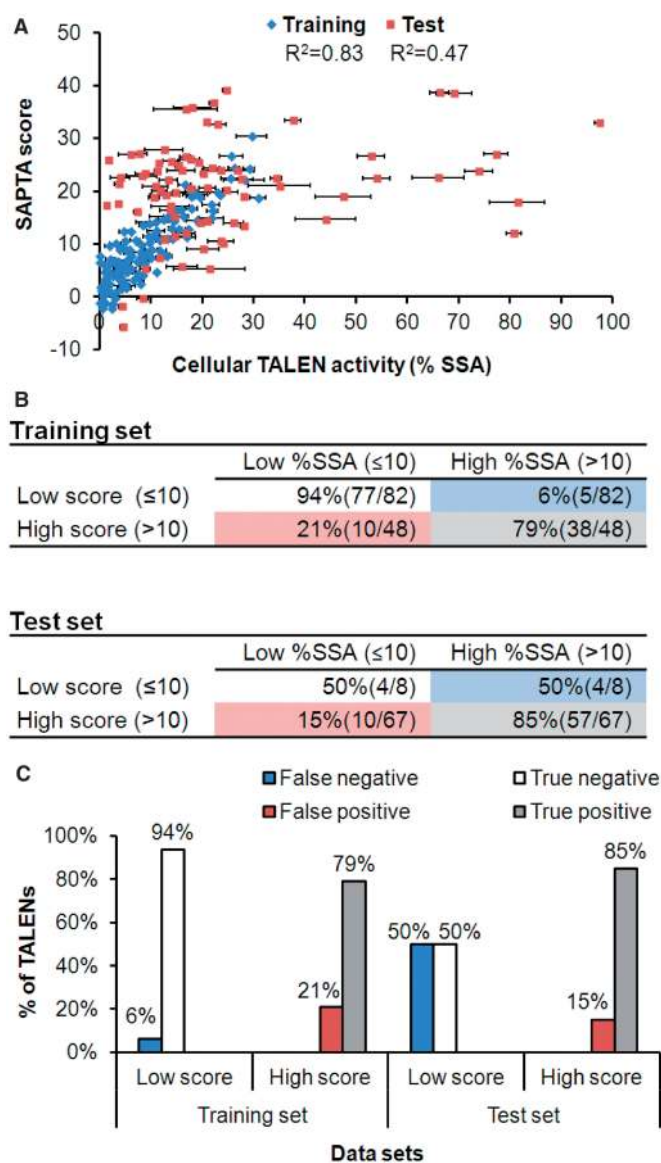 A
Training Test
R²=0.83 R²=0.47
50
40
30
20
10
0
-10
SAPTA score
0 10 20 30 40 50 60 70 80 90 100
Cellular TALEN activity (% SSA)
B
Training set
Low %SSA (≤10) High %SSA (>10)
Low score (≤10) 94%(77/82) 6%(5/82)
High score (>10) 21%(10/48) 79%(38/48)
Test set
Low %SSA (≤10) High %SSA (>10)
Low score (≤10) 50%(4/8) 50%(4/8)
High score (>10) 15%(10/67) 85%(57/67)
C
False negative True negative
False positive True positive
100%
80%
60%
40%
20%
0%
% of TALENs
6% 94% 21% 79% 50% 50% 15% 85%
Low score High score Low score High score
Training set Test set
Data sets